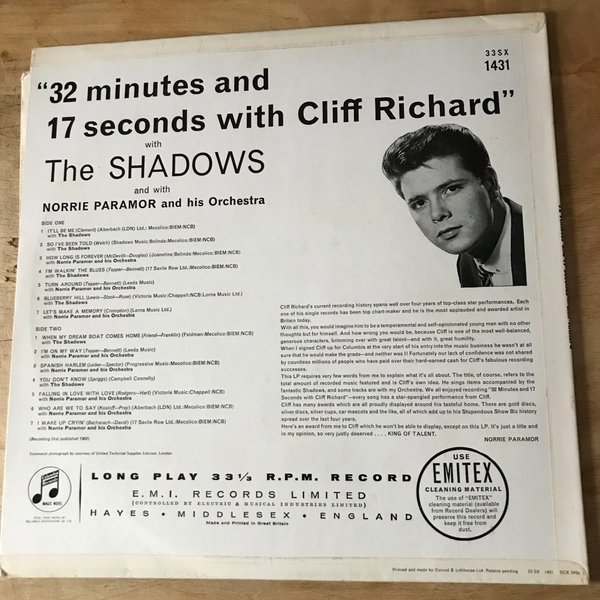 33SX
1431
"32 minutes and
17 seconds with Cliff Richard"
with
The SHADOWS
and with
NORRIE PARAMOR and his Orchestra
SIDE ONE
1 IT'LL BE ME (Clement) (Aberbach (LDN) Ltd.: Mecolico:BIEM:NCB)
with The Shadows
2 SO I'VE BEEN TOLD (Welch) (Shadows Music/Belinda:Mecolico:BIEM:NCB)
with The Shadows
3 HOW LONG IS FOREVER (McDevill—Douglas) (Joaneline/Belinda:Mecolico:BIEM:NCB)
with Norrie Paramor and his Orchestra
4 I'M WALKIN' THE BLUES (Tepper—Bennett) (17 Savile Row Ltd.:Mecolico:BIEM:NCB)
with The Shadows
5 TURN AROUND (Tepper—Bennett) (Leeds Music)
with Norrie Paramor and his Orchestra
6 BLUEBERRY HILL (Lewis—Stock—Rose) (Victoria Music:Chappell:NCB:Lorna Music Ltd.)
with The Shadows
7 LET'S MAKE A MEMORY (Crompton) (Lorna Music Ltd.)
with Norrie Paramor and his Orchestra
SIDE TWO
1 WHEN MY DREAM BOAT COMES HOME (Friend—Franklin) (Feldman:Mecolico:BIEM:NCB)
with The Shadows
2 I'M ON MY WAY (Tepper—Bennett) (Leeds Music)
with Norrie Paramor and his Orchestra
3 SPANISH HARLEM (Leiber—Spector) (Progressive Music:Mecolico:BIEM:NCB)
with Norrie Paramor and his Orchestra
4 YOU DON'T KNOW (Spriggs) (Campbell Connelly)
with The Shadows
5 FALLING IN LOVE WITH LOVE (Rodgers—Hart) (Victoria Music:Chappell)
with Norrie Paramor and his Orchestra
6 WHO ARE WE TO SAY (Kosloff—Pray) (Aberbach (LDN) Ltd.:Mecolico:BIEM:NCB)
with Norrie Paramor and his Orchestra
7 I WAKE UP CRYIN' (Bacharach—David) (17 Savile Row Ltd.:Mecolico:BIEM:NCB)
with Norrie Paramor and his Orchestra
(Recording first published 1962)
photograph by courtesy of United Technical Supplies Limited, London.
Cliff Richard's current recording history spans well over four years of top-class star performances. Each
one of his single records has been top chart-maker and he is the most applauded and awarded artist in
Britain today.
With all this, you would imagine him to be a temperamental and self-opinionated young man with no other
thoughts but for himself. And how wrong you would be, because Cliff is one of the most well-balanced,
generous characters, brimming over with great talent—and with it, great humility.
When I signed Cliff up for Columbia at the very start of his entry into the music business he wasn't at all
sure that he would make the grade—and neither was I! Fortunately our lack of confidence was not shared
by countless millions of people who have paid over their hard-earned cash for Cliff's fabulous recording
successes.
This LP requires very few words from me to explain what it's all about. The title, of course, refers to the
total amount of recorded music featured and is Cliff's own idea. He sings items accompanied by the
fantastic Shadows, and some tracks are with my Orchestra. We all enjoyed recording "32 Minutes and 17
Seconds with Cliff Richard"—every song has a star-spangled performance from Cliff.
Cliff has many awards which are all proudly displayed around his tasteful home. There are gold discs,
silver discs, silver cups, car mascots and the like, all of which add up to his Stupendous Show Biz history
spread over the last four years.
Here's an award from me to Cliff which he won't be able to display, except on this LP. It's just a title and
in my opinion, so very justly deserved .... KING OF TALENT.
NORRIE PARAMOR
LONG PLAY 33⅓ R.P.M. RECORD
E.M.I. RECORDS LIMITED
(CONTROLLED BY ELECTRIC & MUSICAL INDUSTRIES LIMITED)
HAYES • MIDDLESEX • ENGLAND
Made and Printed in Great Britain
MAGIC NOTES
USE
EMITEX
CLEANING MATERIAL
The use of "EMITEX"
cleaning material (available
from Record Dealers) will
preserve this record and
keep it free from
dust.
Printed and made by Garrod & Lofthouse Ltd. Patents pending
33 SX 1431